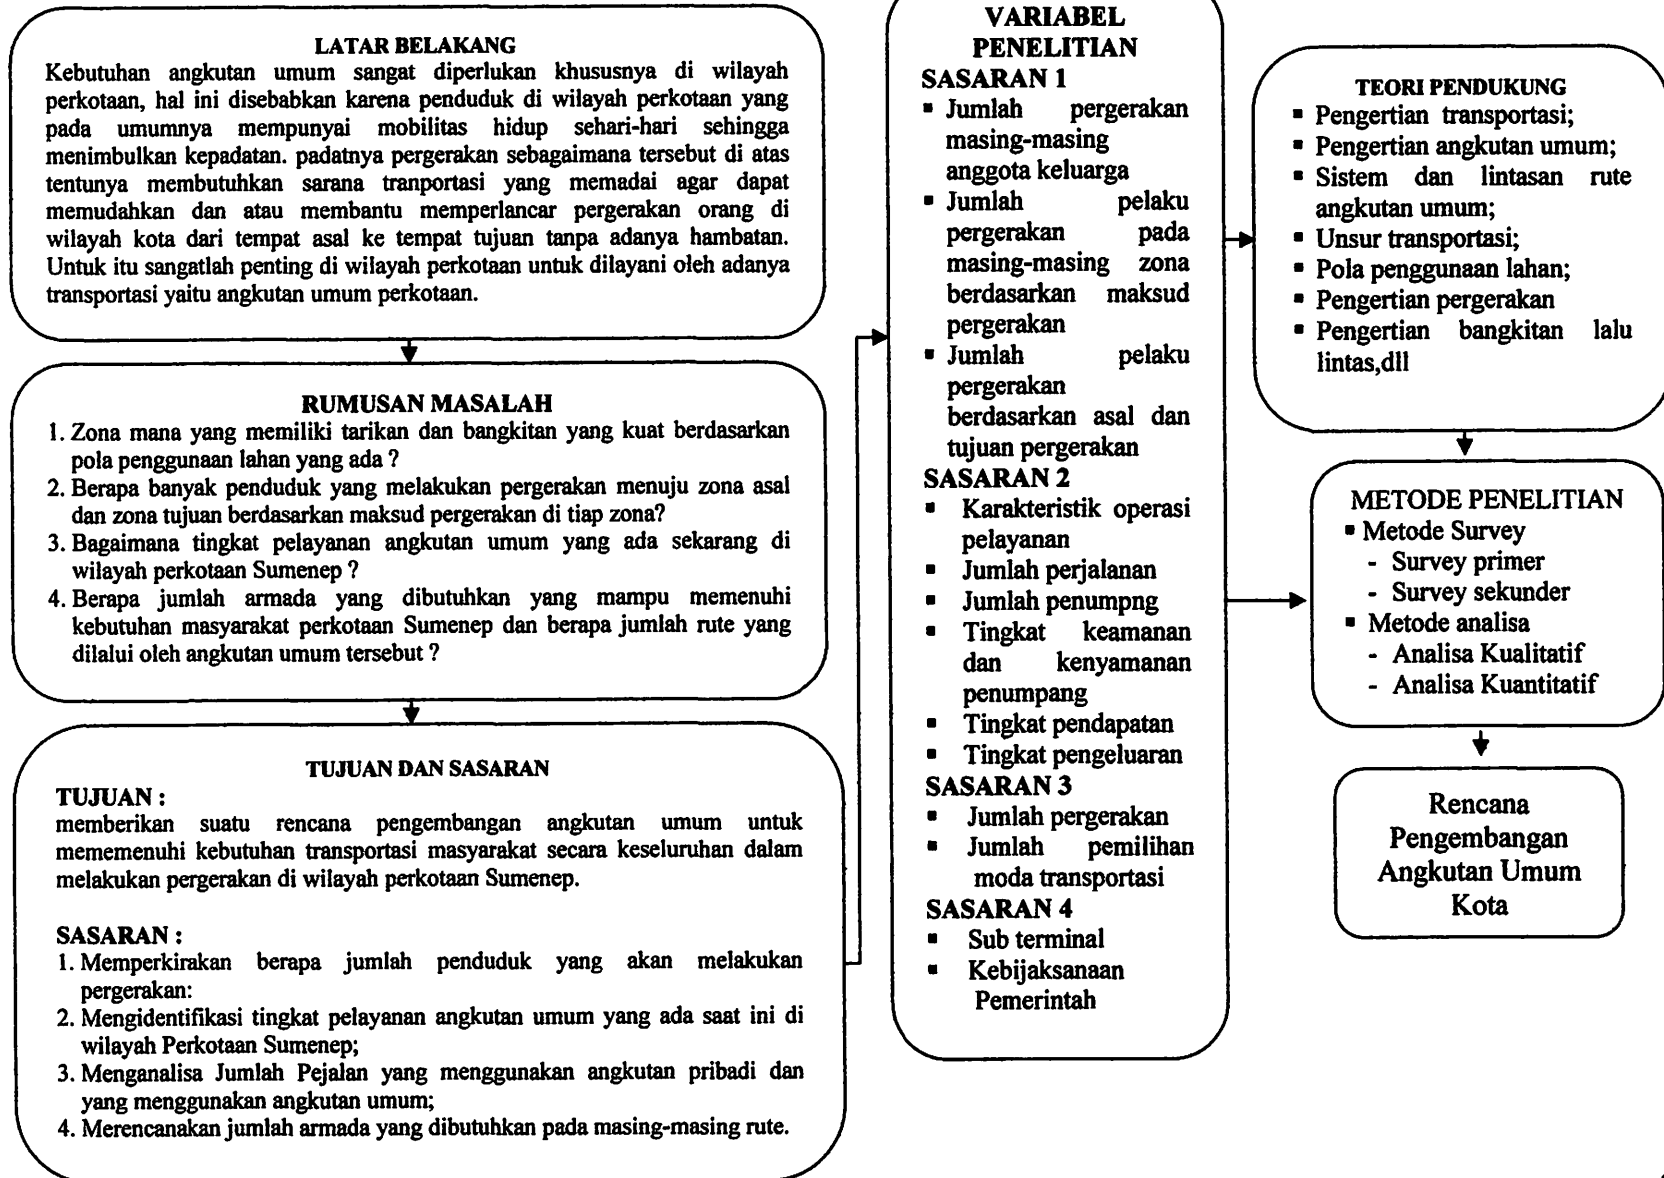 LATAR BELAKANG
Kebutuhan angkutan umum sangat diperlukan khususnya di wilayah
perkotaan, hal ini disebabkan karena penduduk di wilayah perkotaan yang
pada umumnya mempunyai mobilitas hidup sehari-hari sehingga
menimbulkan kepadatan. padatnya pergerakan sebagaimana tersebut di atas
tentunya membutuhkan sarana tranportasi yang memadai agar dapat
memudahkan dan atau membantu memperlancar pergerakan orang di
wilayah kota dari tempat asal ke tempat tujuan tanpa adanya hambatan.
Untuk itu sangatlah penting di wilayah perkotaan untuk dilayani oleh adanya
transportasi yaitu angkutan umum perkotaan.
RUMUSAN MASALAH
1. Zona mana yang memiliki tarikan dan bangkitan yang kuat berdasarkan
pola penggunaan lahan yang ada ?
2. Berapa banyak penduduk yang melakukan pergerakan menuju zona asal
dan zona tujuan berdasarkan maksud pergerakan di tiap zona?
3. Bagaimana tingkat pelayanan angkutan umum yang ada sekarang di
wilayah perkotaan Sumenep ?
4. Berapa jumlah armada yang dibutuhkan yang mampu memenuhi
kebutuhan masyarakat perkotaan Sumenep dan berapa jumlah rute yang
dilalui oleh angkutan umum tersebut ?
TUJUAN DAN SASARAN
TUJUAN :
memberikan suatu rencana pengembangan angkutan umum untuk
mememenuhi kebutuhan transportasi masyarakat secara keseluruhan dalam
melakukan pergerakan di wilayah perkotaan Sumenep.
SASARAN :
1. Memperkirakan berapa jumlah penduduk yang akan melakukan
pergerakan:
2. Mengidentifikasi tingkat pelayanan angkutan umum yang ada saat ini di
wilayah Perkotaan Sumenep;
3. Menganalisa Jumlah Pejalan yang menggunakan angkutan pribadi dan
yang menggunakan angkutan umum;
4. Merencanakan jumlah armada yang dibutuhkan pada masing-masing rute.
VARIABEL
PENELITIAN
SASARAN 1
▪ Jumlah pergerakan
masing-masing
anggota keluarga
▪ Jumlah pelaku
pergerakan pada
masing-masing zona
berdasarkan maksud
pergerakan
▪ Jumlah pelaku
pergerakan
berdasarkan asal dan
tujuan pergerakan
SASARAN 2
▪ Karakteristik operasi
pelayanan
▪ Jumlah perjalanan
▪ Jumlah penumpng
▪ Tingkat keamanan
dan kenyamanan
penumpang
▪ Tingkat pendapatan
▪ Tingkat pengeluaran
SASARAN 3
▪ Jumlah pergerakan
▪ Jumlah pemilihan
moda transportasi
SASARAN 4
▪ Sub terminal
▪ Kebijaksanaan
Pemerintah
TEORI PENDUKUNG
▪ Pengertian transportasi;
▪ Pengertian angkutan umum;
▪ Sistem dan lintasan rute
angkutan umum;
▪ Unsur transportasi;
▪ Pola penggunaan lahan;
▪ Pengertian pergerakan
▪ Pengertian bangkitan lalu
lintas,dll
METODE PENELITIAN
▪ Metode Survey
- Survey primer
- Survey sekunder
▪ Metode analisa
- Analisa Kualitatif
- Analisa Kuantitatif
Rencana
Pengembangan
Angkutan Umum
Kota